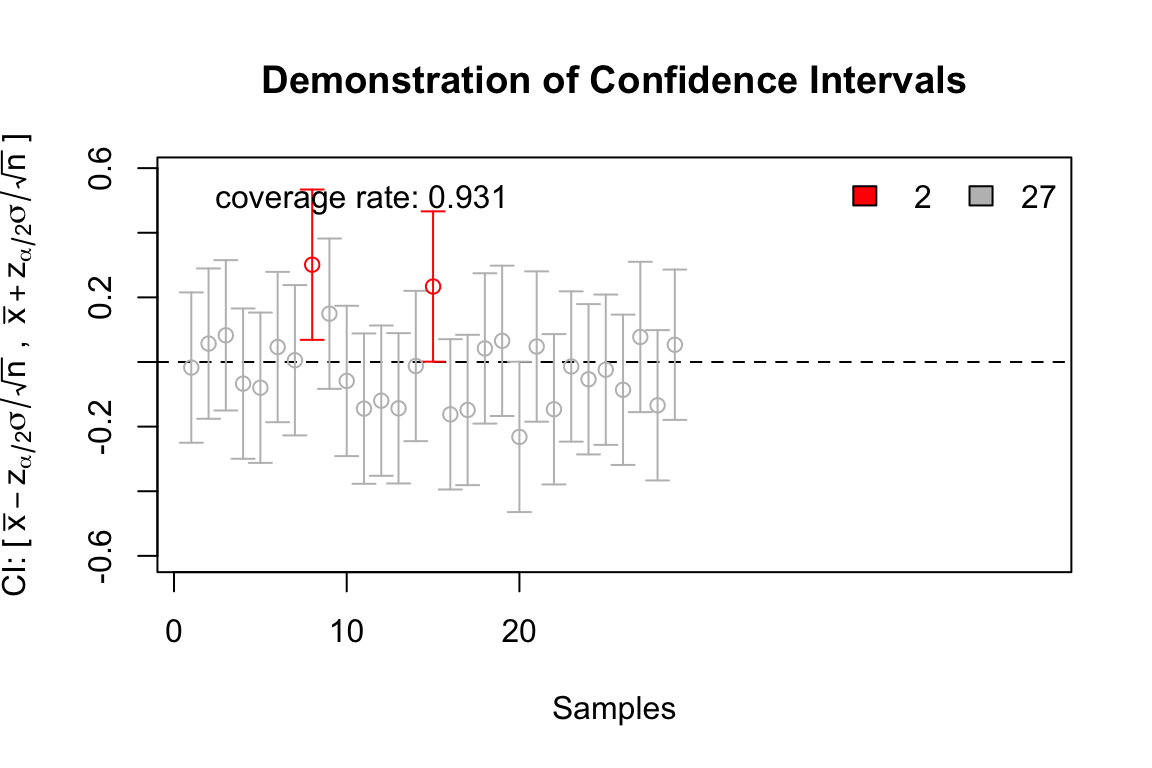 Demonstration of Confidence Intervals
CI: [ x̅ − zα/2σ/√n , x̅ + zα/2σ/√n ]
0.6
0.2
-0.2
-0.6
coverage rate: 0.931
2 27
0 10 20
Samples